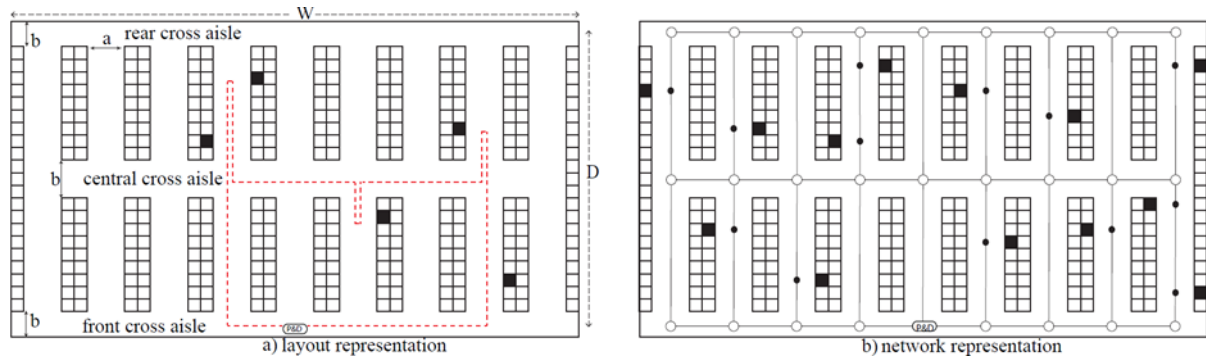 W
b
a
rear cross aisle
b
central cross aisle
D
b
front cross aisle
P&D
a) layout representation
P&D
b) network representation